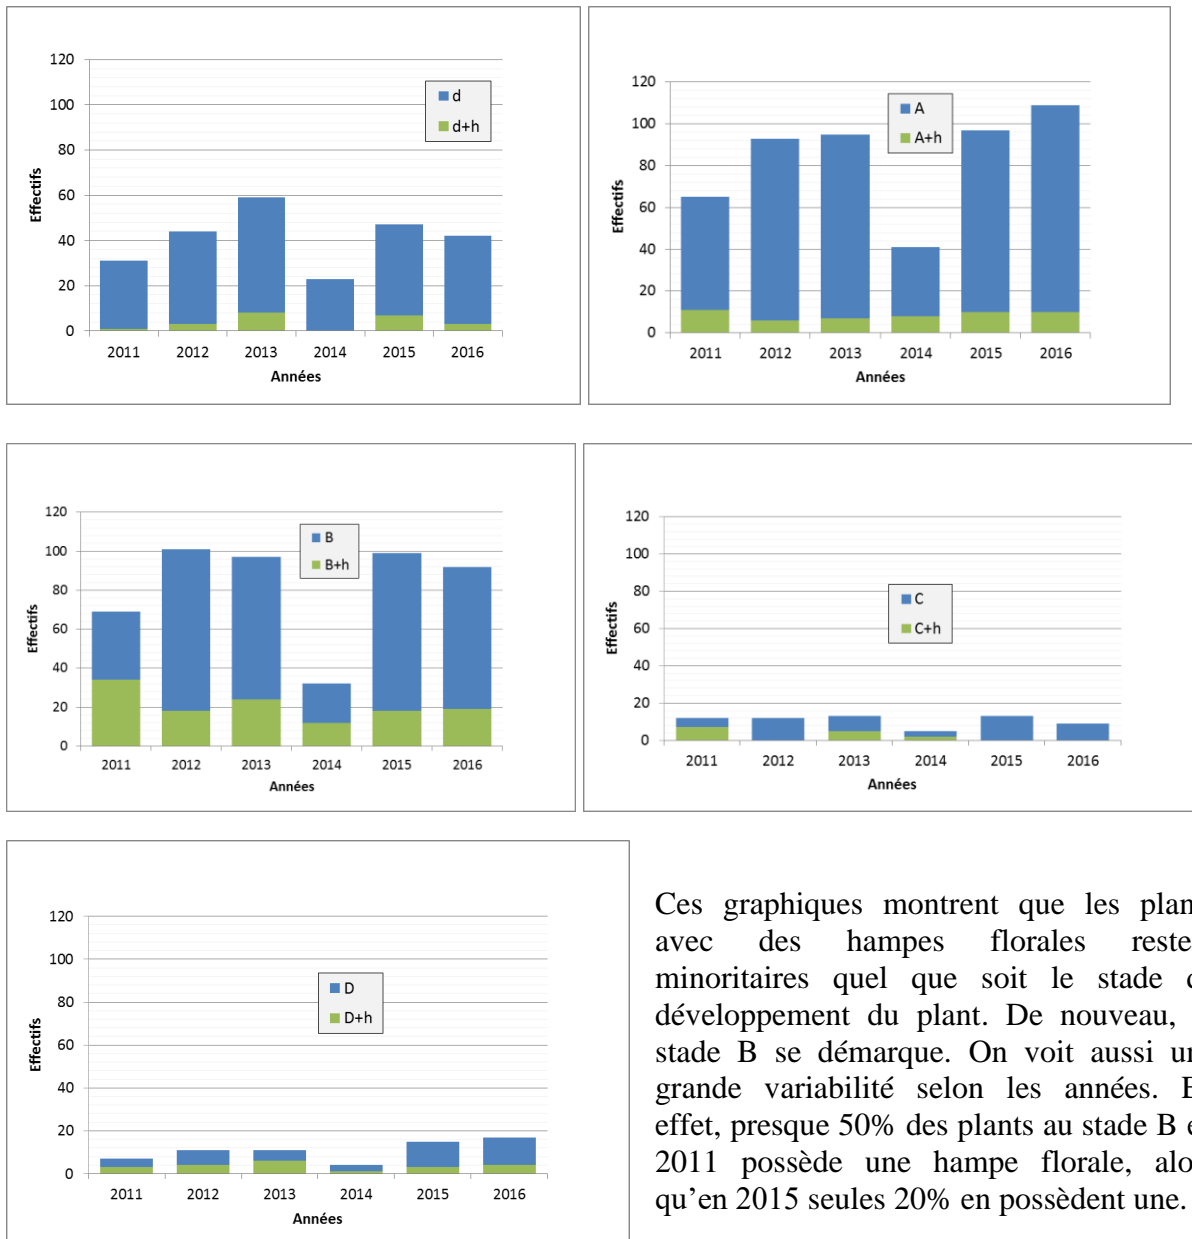 120
100
80
60
40
20
0
Effectifs
d
d+h
2011 2012 2013 2014 2015 2016
Années
120
100
80
60
40
20
0
Effectifs
A
A+h
2011 2012 2013 2014 2015 2016
Années
120
100
80
60
40
20
0
Effectifs
B
B+h
2011 2012 2013 2014 2015 2016
Années
120
100
80
60
40
20
0
Effectifs
C
C+h
2011 2012 2013 2014 2015 2016
Années
120
100
80
60
40
20
0
Effectifs
D
D+h
2011 2012 2013 2014 2015 2016
Années
Ces graphiques montrent que les plan
avec des hampes florales reste
minoritaires quel que soit le stade d
développement du plant. De nouveau,
stade B se démarque. On voit aussi un
grande variabilité selon les années. E
effet, presque 50% des plants au stade B e
2011 possède une hampe florale, alo
qu’en 2015 seules 20% en possèdent une.